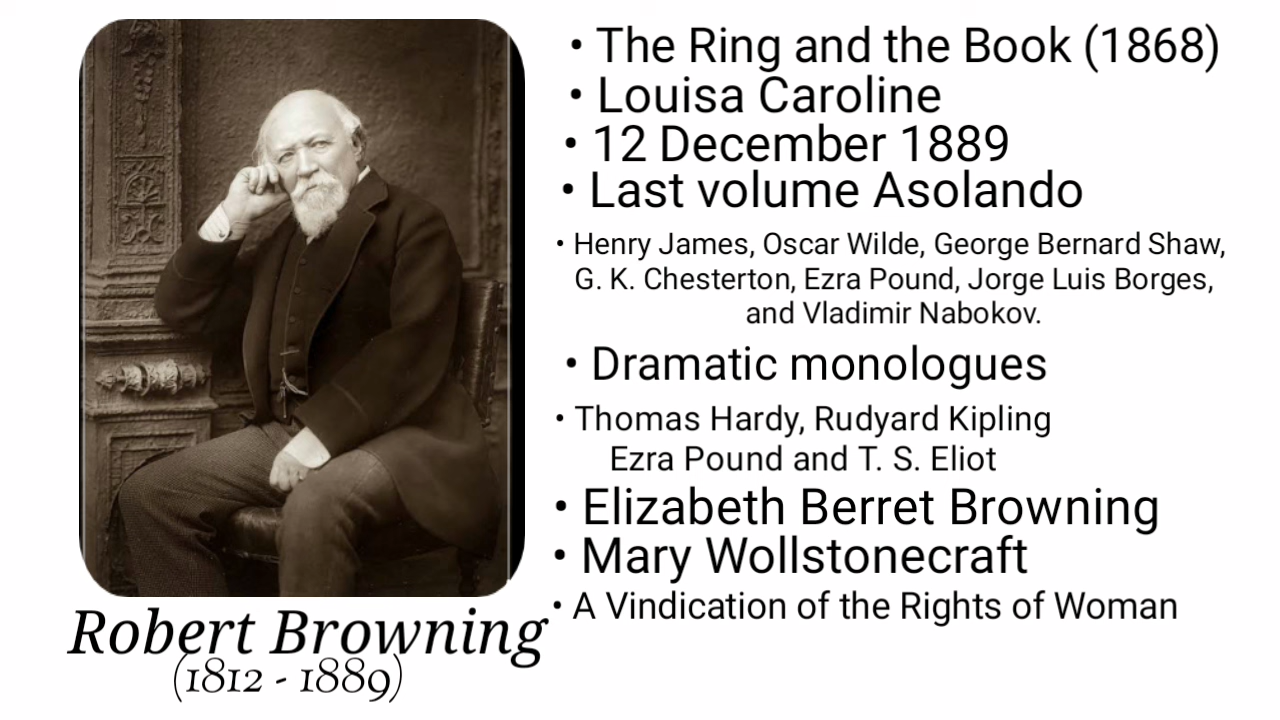 • The Ring and the Book (1868)
• Louisa Caroline
• 12 December 1889
• Last volume Asolando
• Henry James, Oscar Wilde, George Bernard Shaw,
G. K. Chesterton, Ezra Pound, Jorge Luis Borges,
and Vladimir Nabokov.
• Dramatic monologues
• Thomas Hardy, Rudyard Kipling
Ezra Pound and T. S. Eliot
• Elizabeth Berret Browning
• Mary Wollstonecraft
• A Vindication of the Rights of Woman
Robert Browning
(1812 - 1889)